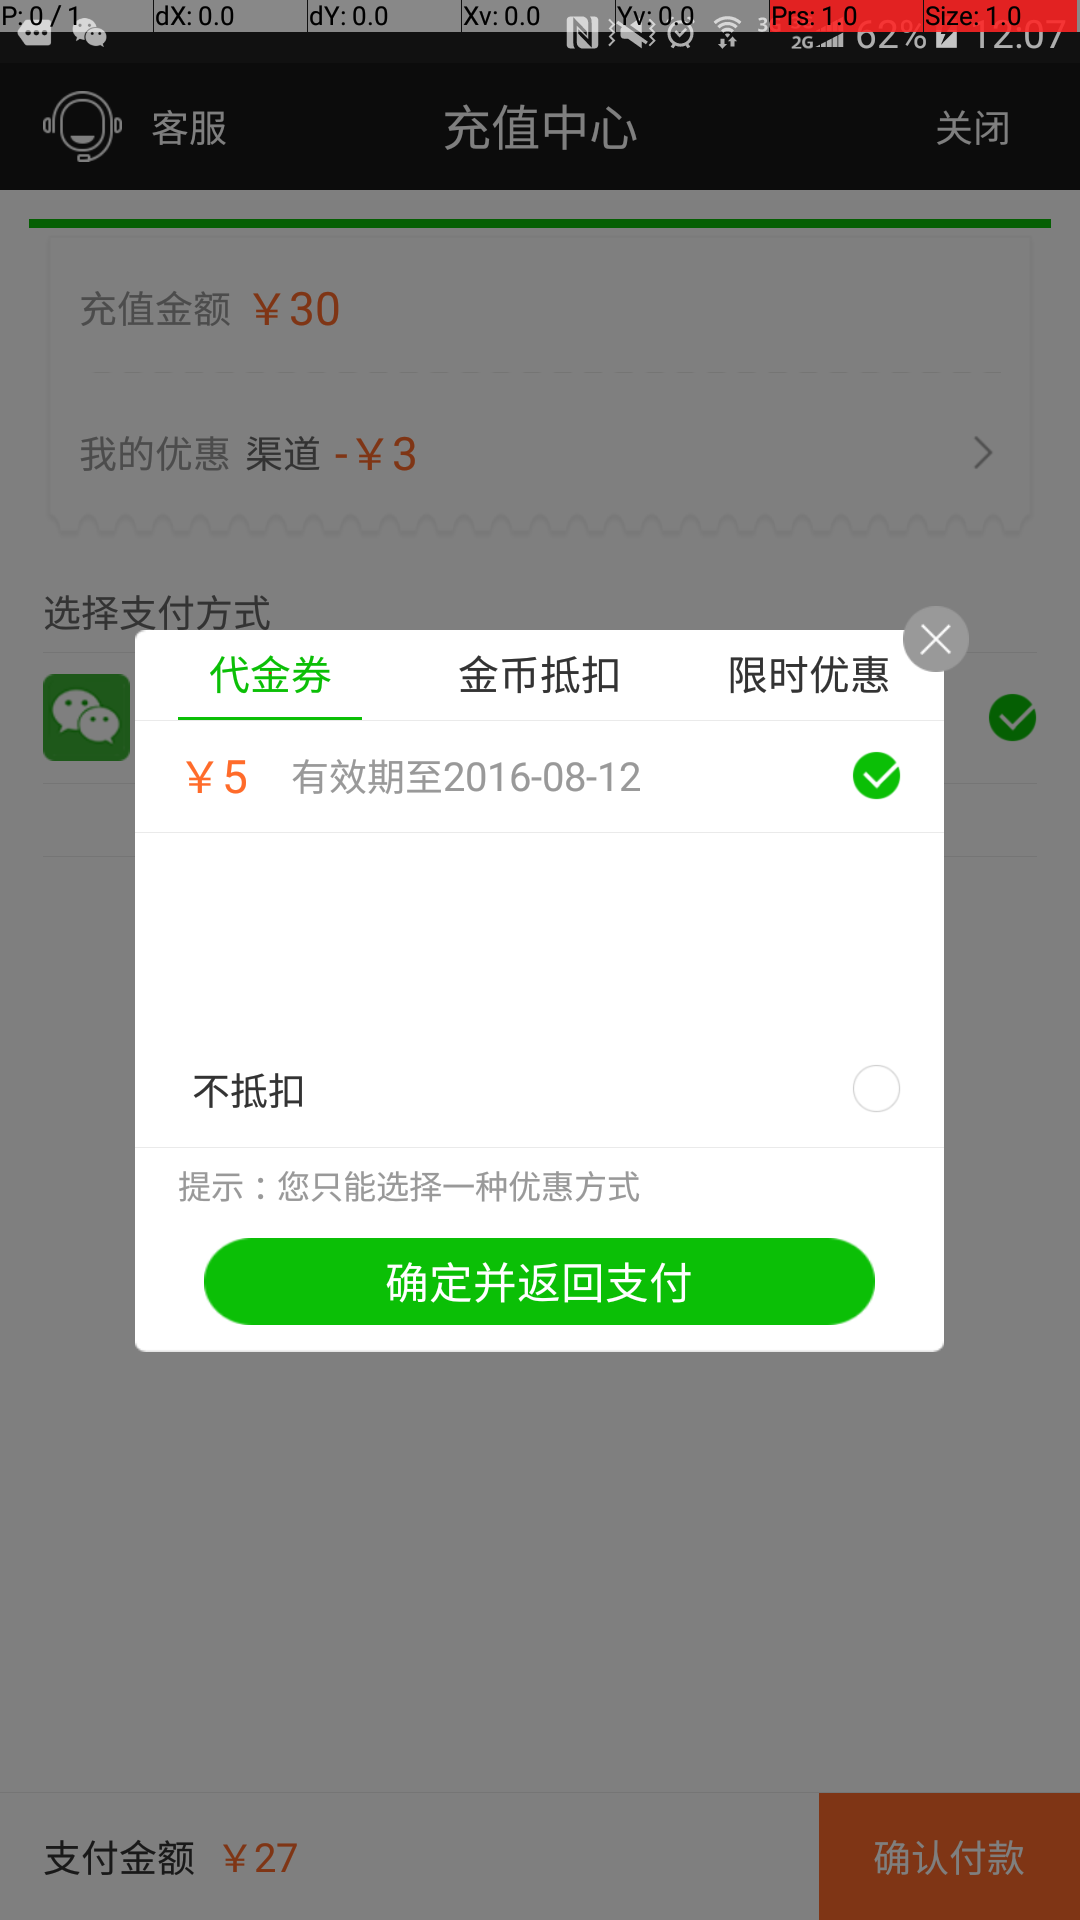 P: 0 / 1 dX: 0.0 dY: 0.0 Xv: 0.0 Yv: 0.0 Prs: 1.0 Size: 1.0
3G 2G 62% 12:07
客服 充值中心 关闭
充值金额 ￥30
我的优惠 渠道 -￥3
选择支付方式
代金券 金币抵扣 限时优惠
￥5 有效期至2016-08-12
不抵扣
提示：您只能选择一种优惠方式
确定并返回支付
支付金额 ￥27 确认付款